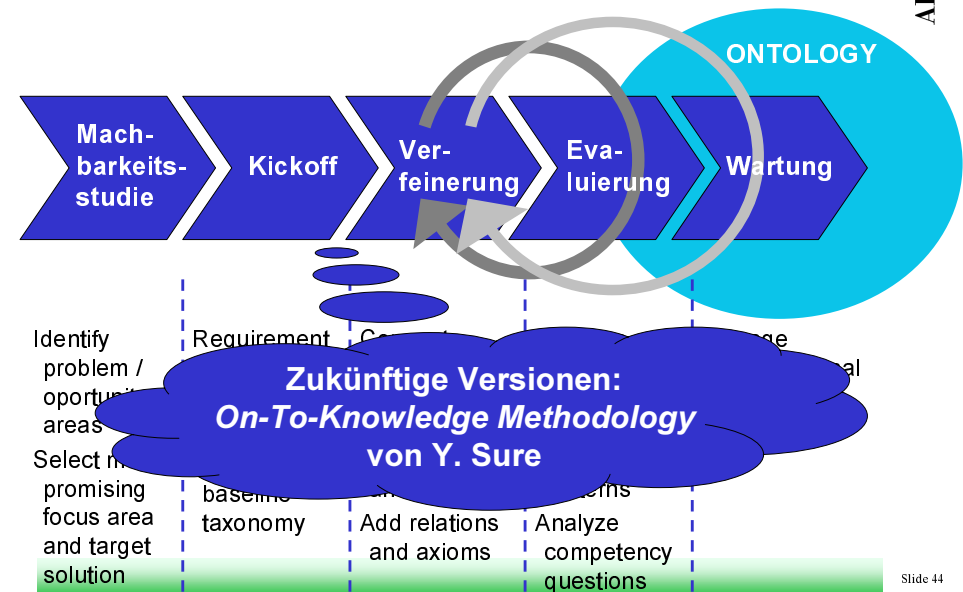 ONTOLOGY
Mach-
barkeits-
studie
Kickoff
Ver-
feinerung
Eva-
luierung
Wartung
Identify
problem /
areas
Select
promising
focus area
and target
solution
Requirement
baseline
taxonomy
Add relations
and axioms
Analyze
competency
questions
Zukünftige Versionen:
On-To-Knowledge Methodology
von Y. Sure
Slide 44